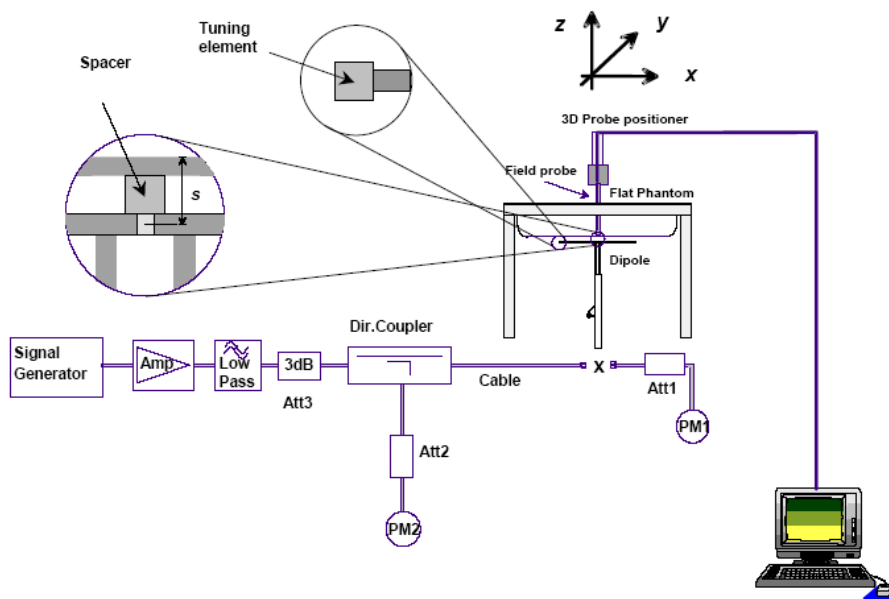 Tuning
element
Spacer
s
z
y
x
3D Probe positioner
Field probe
Flat Phantom
Dipole
Dir.Coupler
Signal
Generator
Amp
Low
Pass
3dB
Att3
Cable
X
Att1
PM1
Att2
PM2